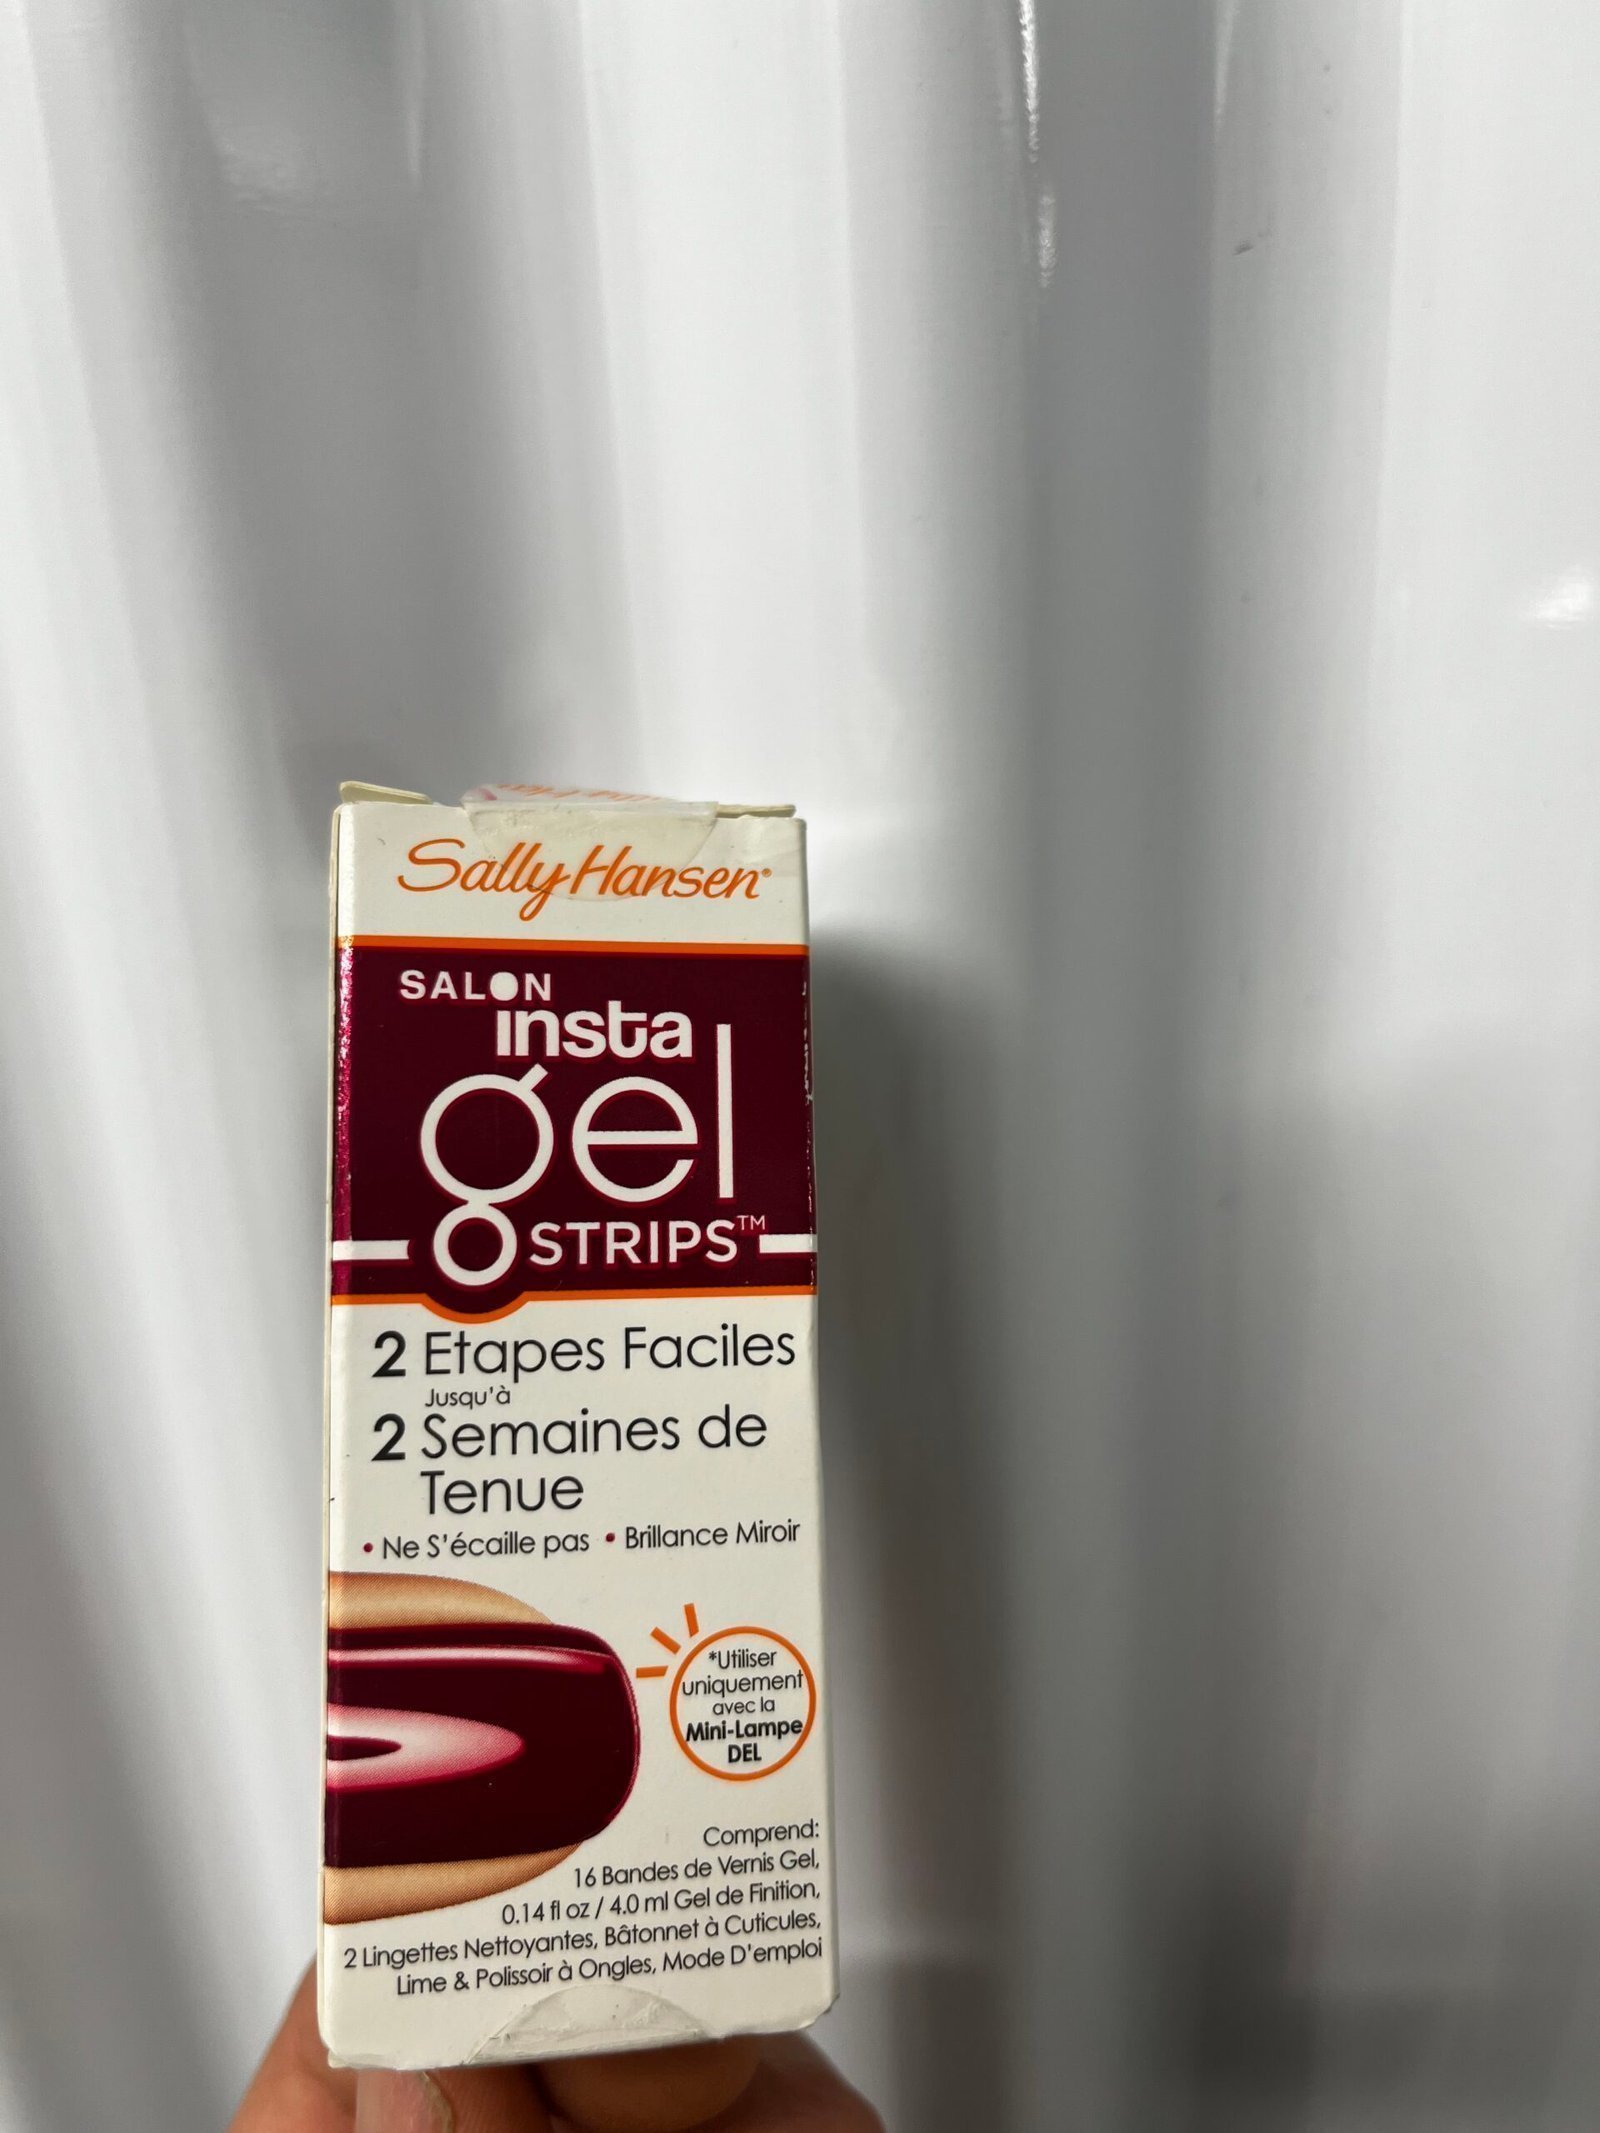 Sally Hansen®
SALON
insta
gel
STRIPS™
2 Etapes Faciles
Jusqu'à
2 Semaines de
Tenue
• Ne S'écaille pas • Brillance Miroir
*Utiliser
uniquement
avec la
Mini-Lampe
DEL
Comprend:
16 Bandes de Vernis Gel,
0.14 fl oz / 4.0 ml Gel de Finition,
2 Lingettes Nettoyantes, Bâtonnet à Cuticules,
Lime & Polissoir à Ongles, Mode D'emploi